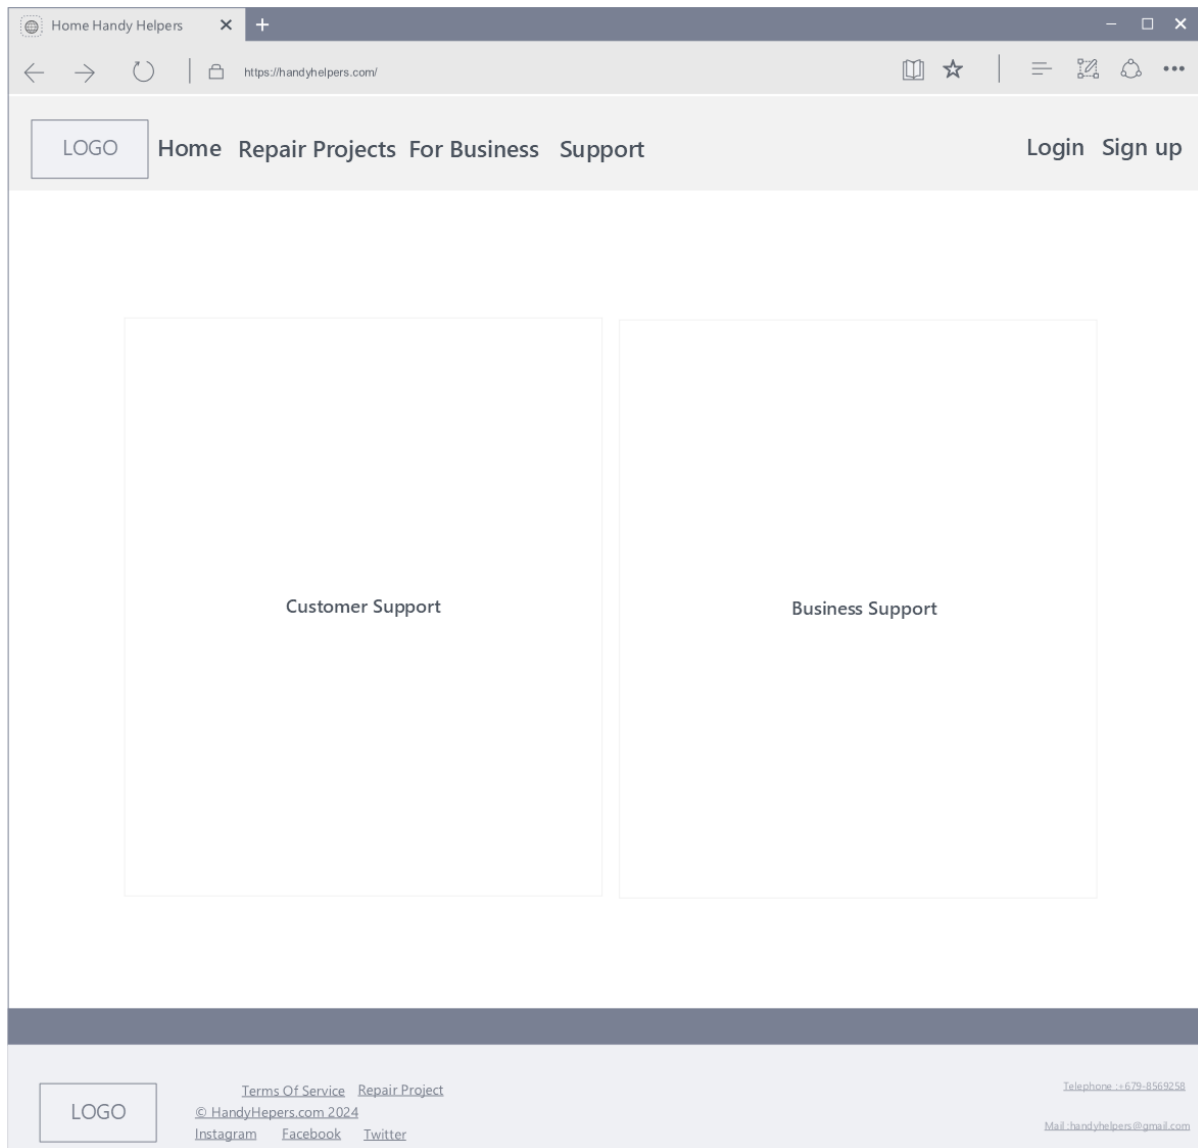 Home Handy Helpers
https://handyhelpers.com/
LOGO Home Repair Projects For Business Support Login Sign up
Customer Support Business Support
Terms Of Service Repair Project Telephone :+679-8569258
LOGO © HandyHepers.com 2024
Instagram Facebook Twitter Mail :handyhelpers@gmail.com